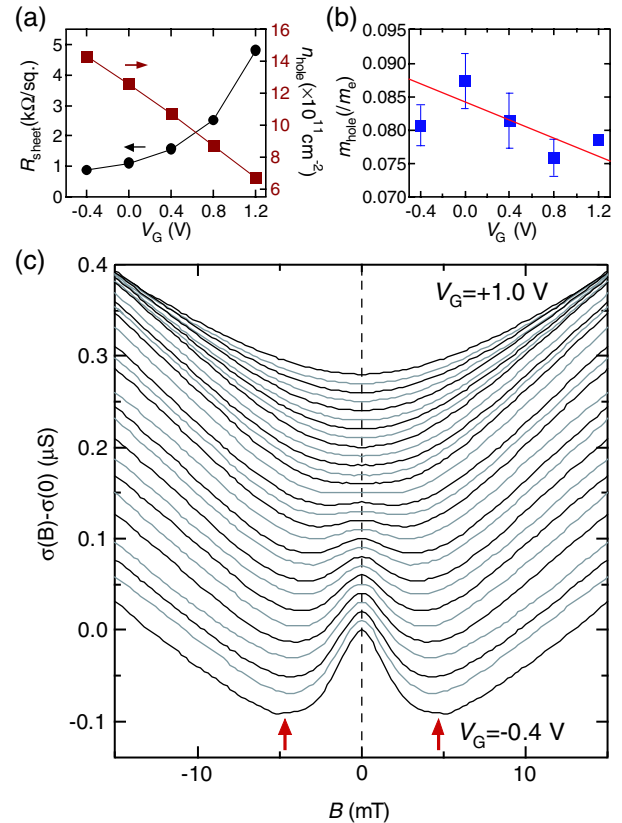 (a)
R_sheet(kΩ/sq.)
5
4
3
2
1
0
16
14
12
10
8
6
n_hole(×10^11 cm^-2)
-0.4 0.0 0.4 0.8 1.2
V_G (V)
(b)
m_hole(/m_e)
0.095
0.090
0.085
0.080
0.075
0.070
-0.4 0.0 0.4 0.8 1.2
V_G (V)
(c)
σ(B)-σ(0) (μS)
0.4
0.3
0.2
0.1
0.0
-0.1
V_G=+1.0 V
V_G=-0.4 V
-10 0 10
B (mT)